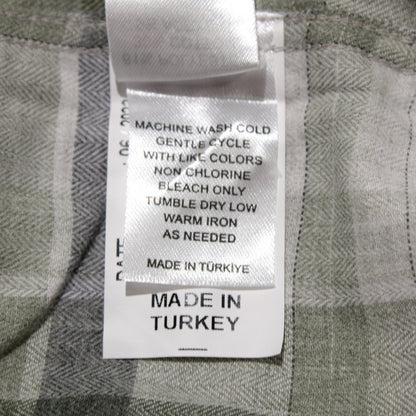 MACHINE WASH COLD
GENTLE CYCLE
WITH LIKE COLORS
NON CHLORINE
BLEACH ONLY
TUMBLE DRY LOW
WARM IRON
AS NEEDED
MADE IN TÜRKİYE
MADE IN
TURKEY
DATE